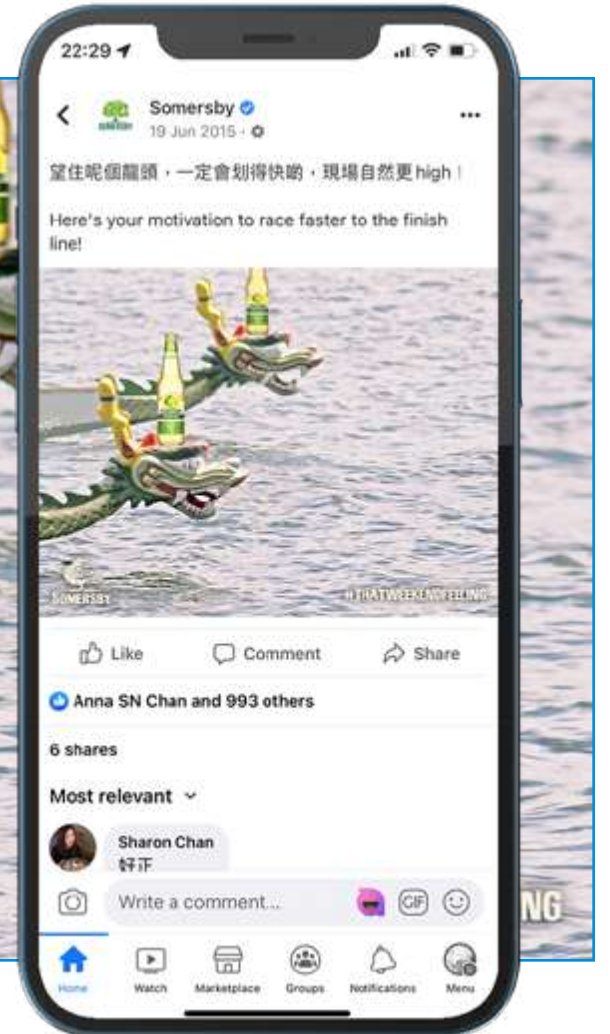 22:29
Somersby
19 Jun 2015
望住呢個龍頭，一定會划得快啲，現場自然更high！
Here's your motivation to race faster to the finish
line!
SOMERSBY
#THATWEEKENDFEELING
Like
Comment
Share
Anna SN Chan and 993 others
6 shares
Most relevant
Sharon Chan
好正
Write a comment...
GIF
Home
Watch
Marketplace
Groups
Notifications
Menu
NG